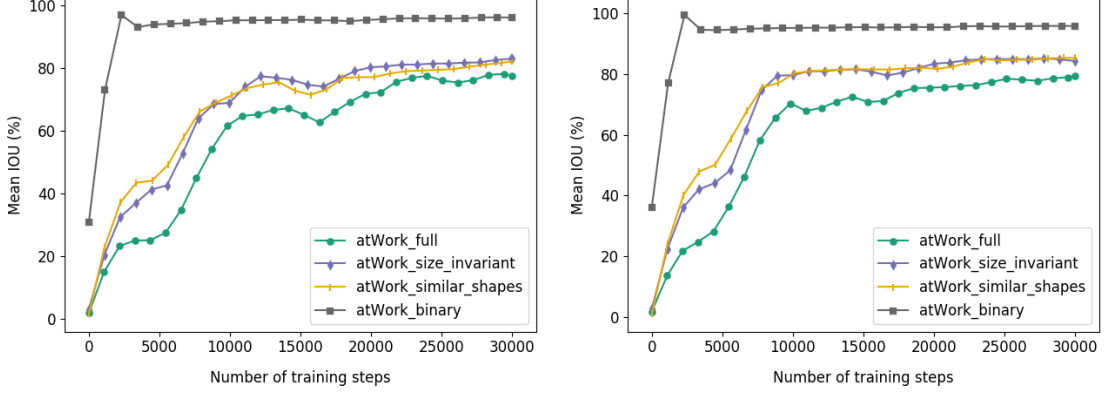 100
80
60
40
20
0
Mean IOU (%)
atWork_full
atWork_size_invariant
atWork_similar_shapes
atWork_binary
0 5000 10000 15000 20000 25000 30000
Number of training steps
100
80
60
40
20
0
Mean IOU (%)
atWork_full
atWork_size_invariant
atWork_similar_shapes
atWork_binary
0 5000 10000 15000 20000 25000 30000
Number of training steps